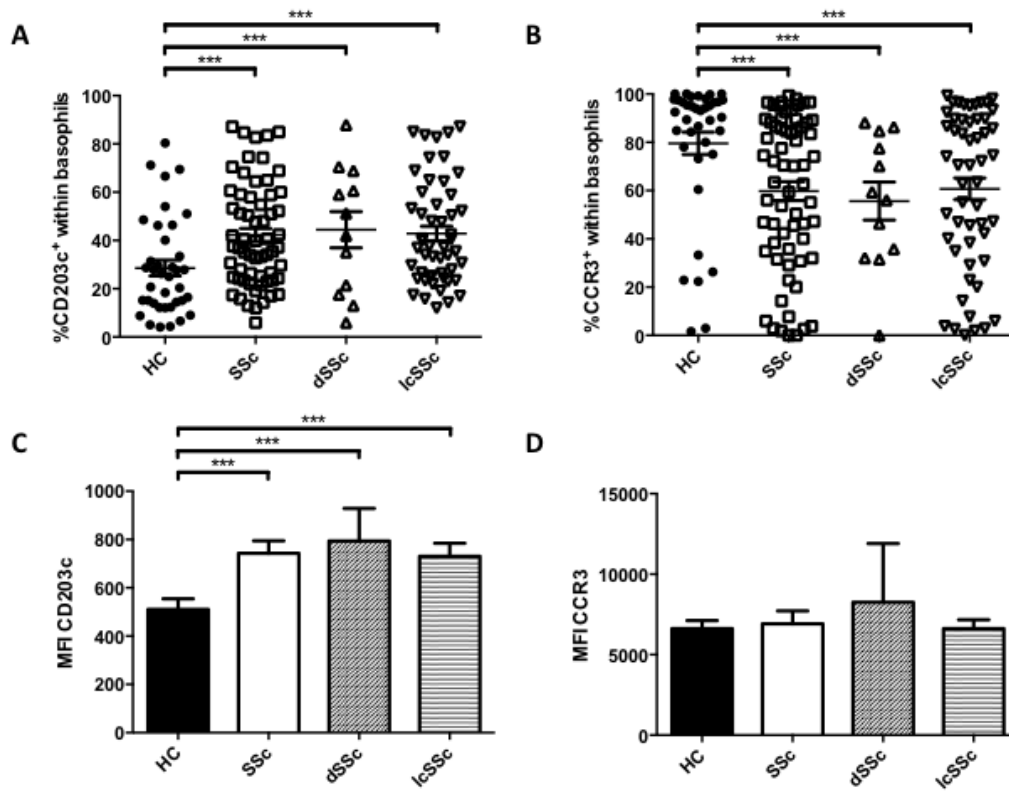 A
***
***
***
%CD203c⁺ within basophils
100
80
60
40
20
0
HC
SSc
dSSc
lcSSc
B
***
***
***
%CCR3⁺ within basophils
100
80
60
40
20
0
HC
SSc
dSSc
lcSSc
C
***
***
***
MFI CD203c
1000
800
600
400
200
0
HC
SSc
dSSc
lcSSc
D
MFI CCR3
15000
10000
5000
0
HC
SSc
dSSc
lcSSc